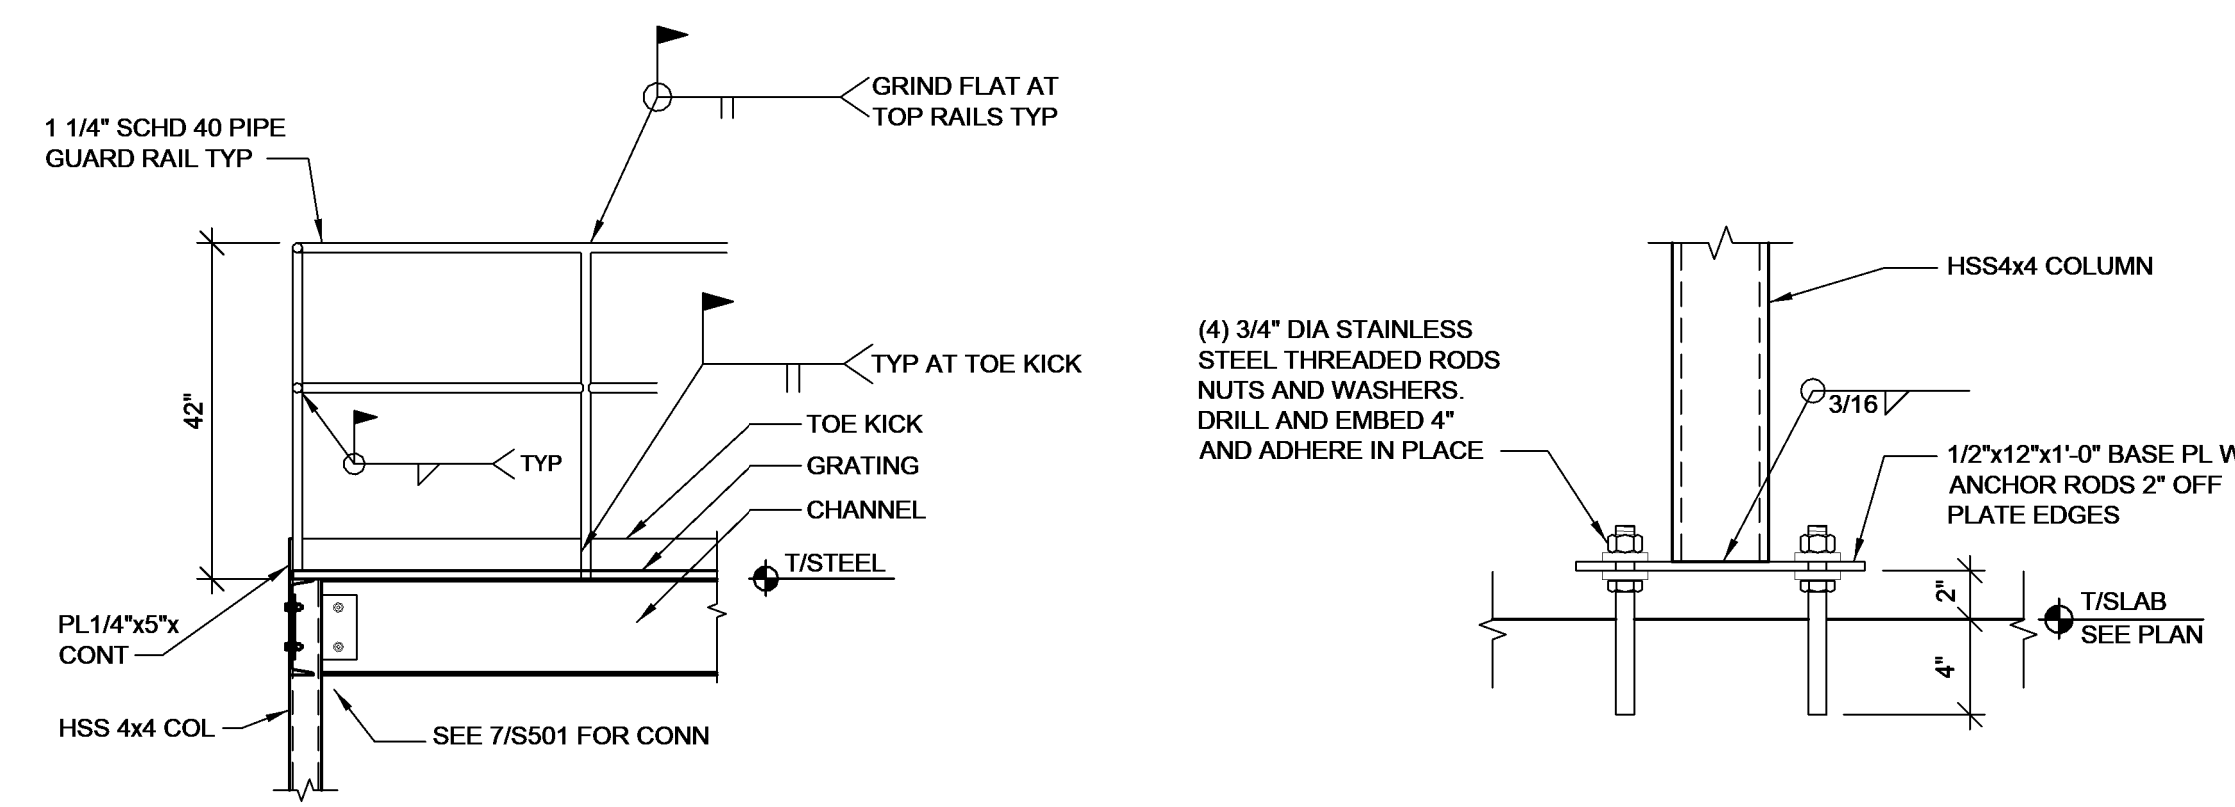 GRIND FLAT AT
TOP RAILS TYP
1 1/4" SCHD 40 PIPE
GUARD RAIL TYP
42"
TYP AT TOE KICK
TOE KICK
TYP
GRATING
CHANNEL
T/STEEL
PL1/4"x5"x
CONT
HSS 4x4 COL
SEE 7/S501 FOR CONN
HSS4x4 COLUMN
(4) 3/4" DIA STAINLESS
STEEL THREADED RODS
NUTS AND WASHERS.
DRILL AND EMBED 4"
AND ADHERE IN PLACE
3/16
1/2"x12"x1'-0" BASE PL W
ANCHOR RODS 2" OFF
PLATE EDGES
2"
T/SLAB
SEE PLAN
4"